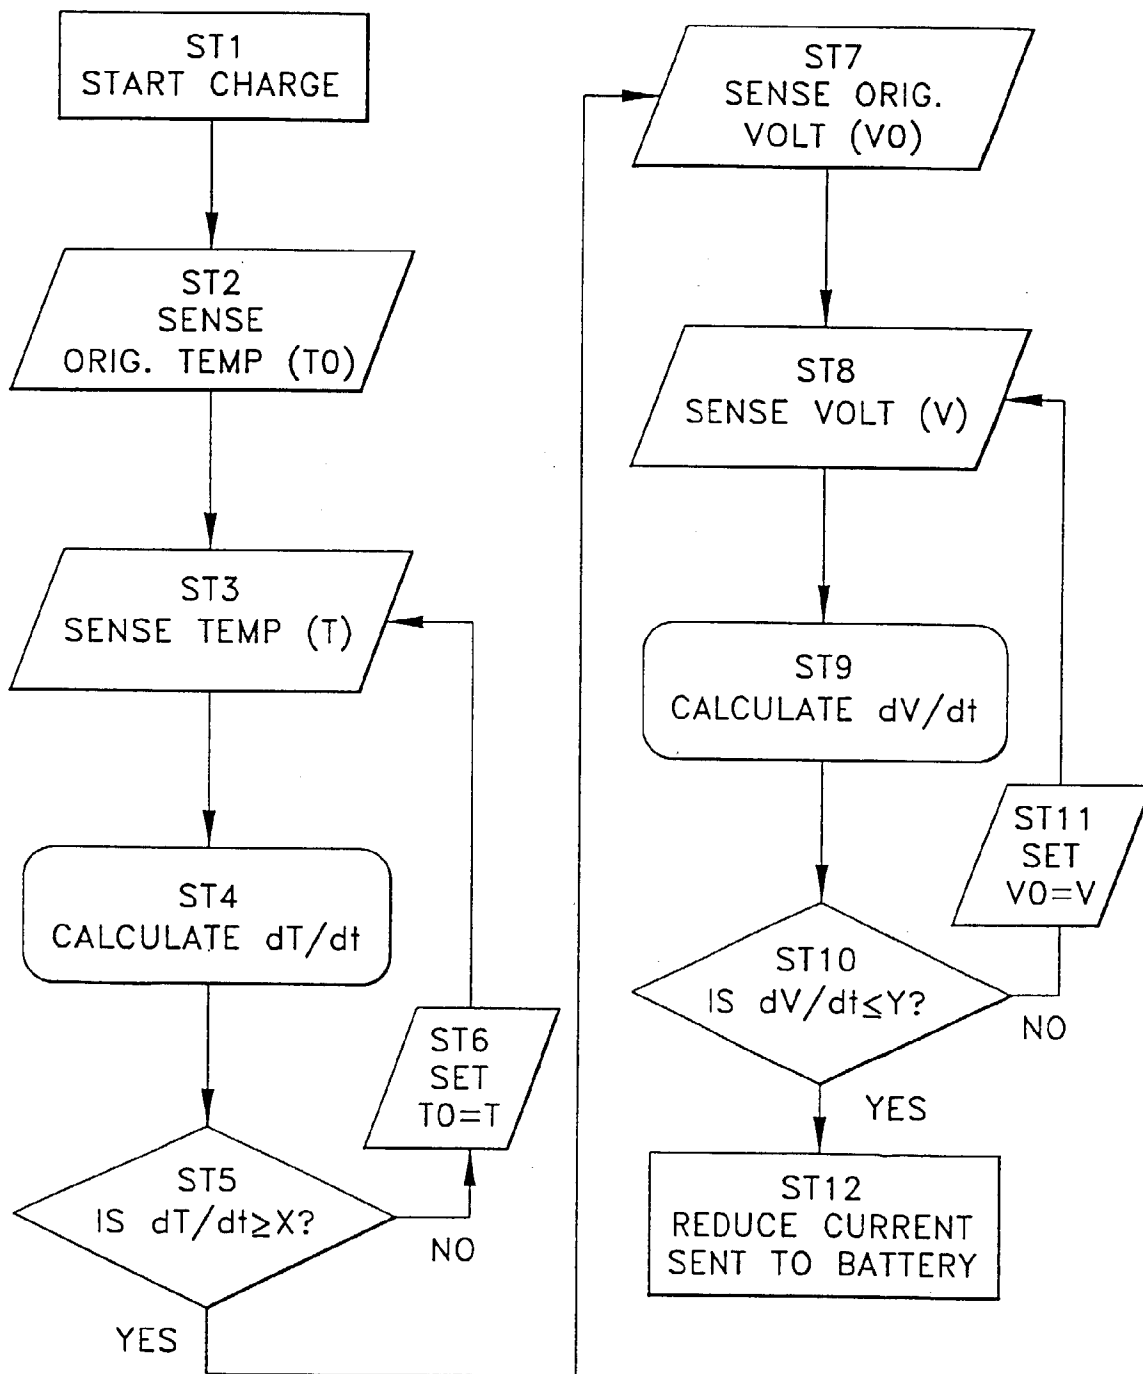 ST1
START CHARGE
ST2
SENSE
ORIG. TEMP (T0)
ST3
SENSE TEMP (T)
ST4
CALCULATE dT/dt
ST5
IS dT/dt≥X?
NO
YES
ST6
SET
T0=T
ST7
SENSE ORIG.
VOLT (V0)
ST8
SENSE VOLT (V)
ST9
CALCULATE dV/dt
ST10
IS dV/dt≤Y?
NO
YES
ST11
SET
V0=V
ST12
REDUCE CURRENT
SENT TO BATTERY